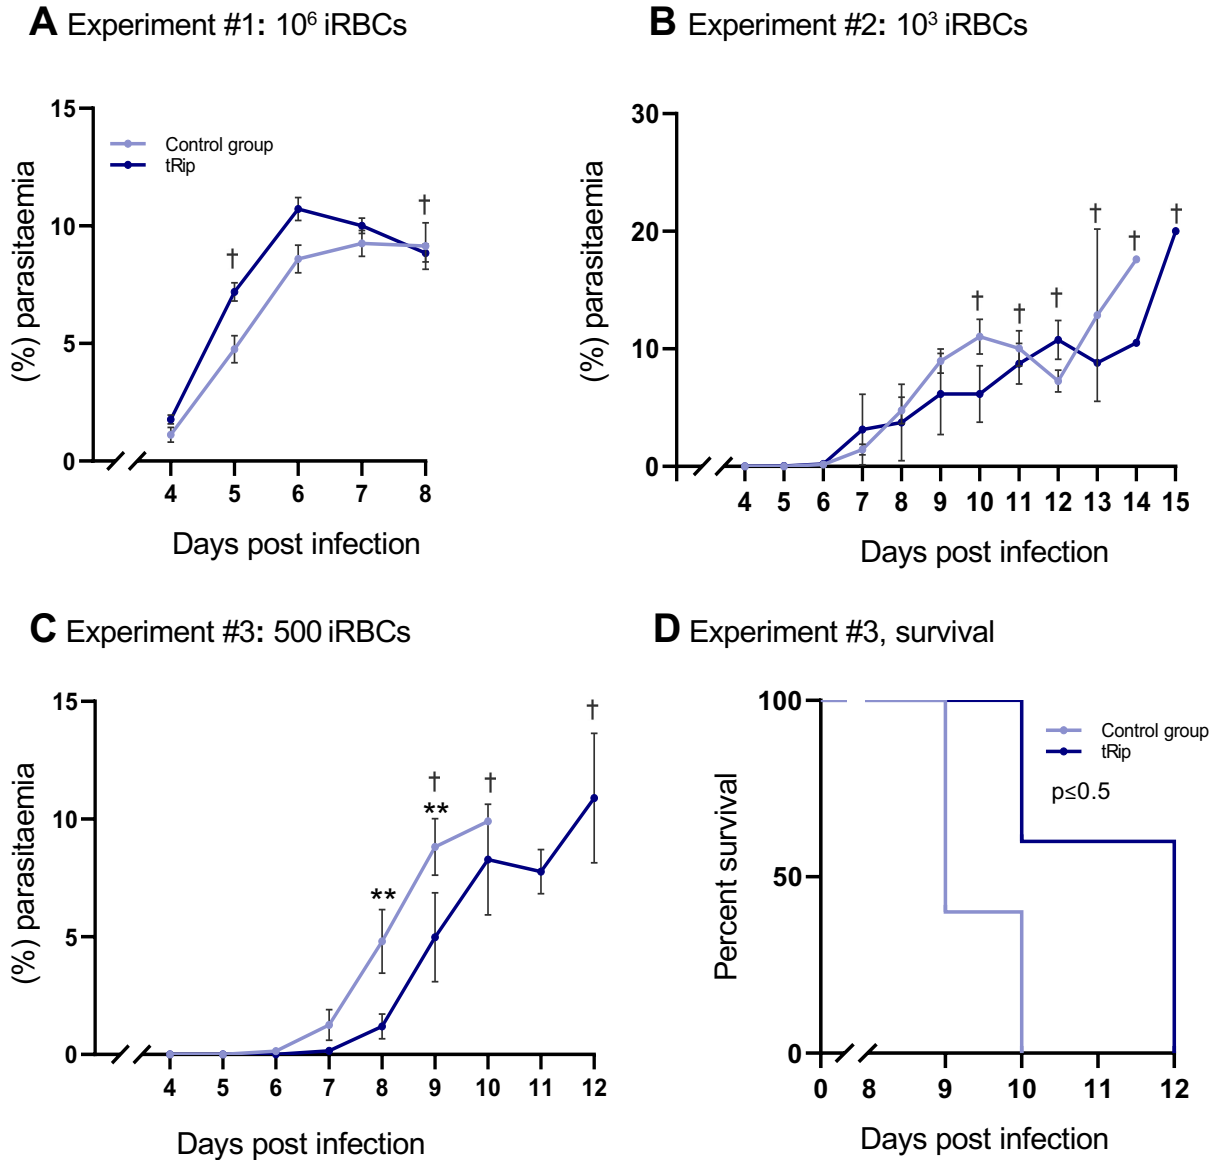 A Experiment #1: 10⁶ iRBCs
15
10
5
0
(%) parasitaemia
Control group
tRip
†
†
4 5 6 7 8
Days post infection
B Experiment #2: 10³ iRBCs
30
20
10
0
(%) parasitaemia
† † † † † †
4 5 6 7 8 9 10 11 12 13 14 15
Days post infection
C Experiment #3: 500 iRBCs
15
10
5
0
(%) parasitaemia
**
†
**
†
†
4 5 6 7 8 9 10 11 12
Days post infection
D Experiment #3, survival
100
50
0
Percent survival
Control group
tRip
p≤0.5
0 8 9 10 11 12
Days post infection